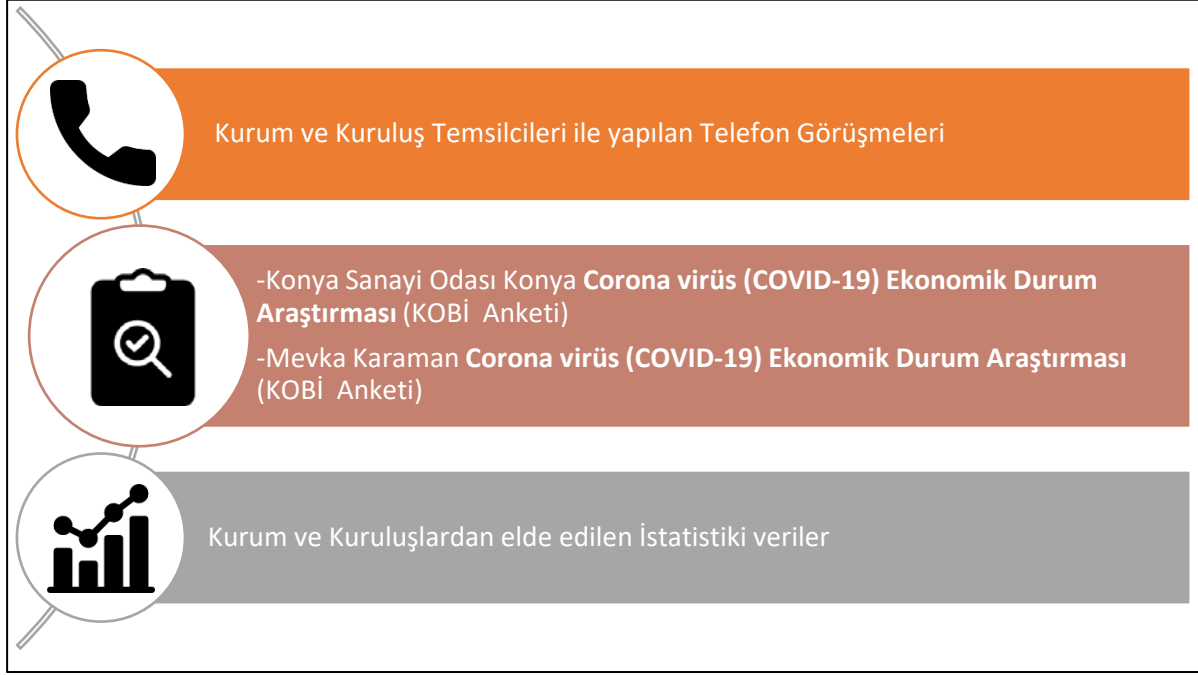 Kurum ve Kuruluş Temsilcileri ile yapılan Telefon Görüşmeleri
-Konya Sanayi Odası Konya Corona virüs (COVID-19) Ekonomik Durum
Araştırması (KOBİ  Anketi)
-Mevka Karaman Corona virüs (COVID-19) Ekonomik Durum Araştırması
(KOBİ  Anketi)
Kurum ve Kuruluşlardan elde edilen İstatistiki veriler